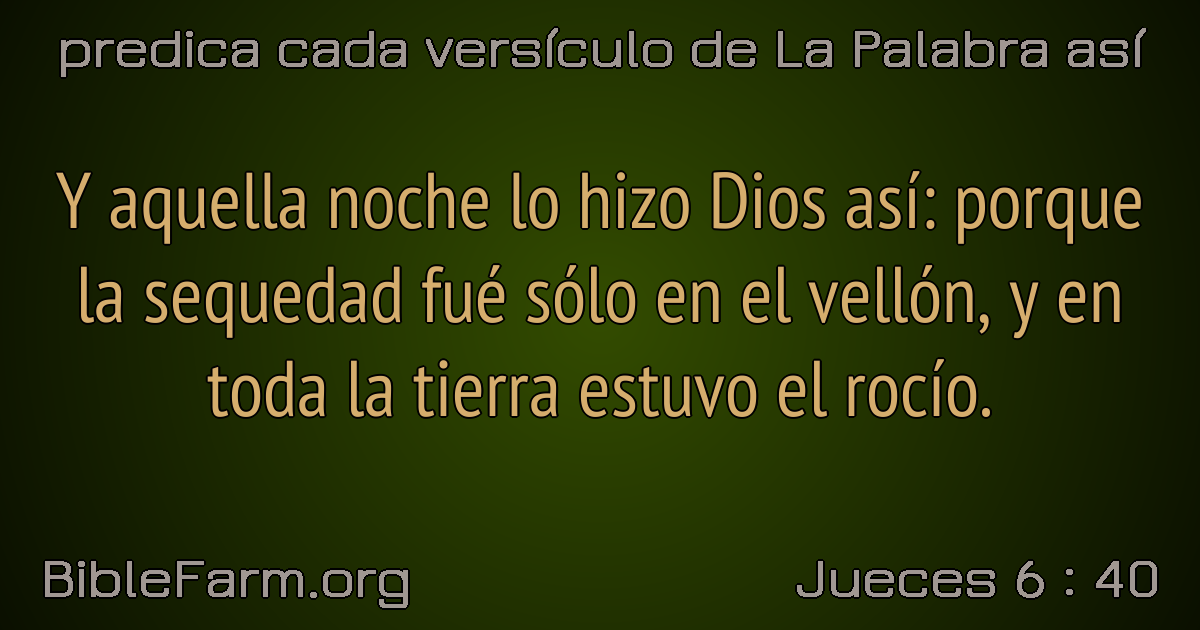 predica cada versículo de La Palabra así
Y aquella noche lo hizo Dios así: porque
la sequedad fué sólo en el vellón, y en
toda la tierra estuvo el rocío.
BibleFarm.org
Jueces 6 : 40